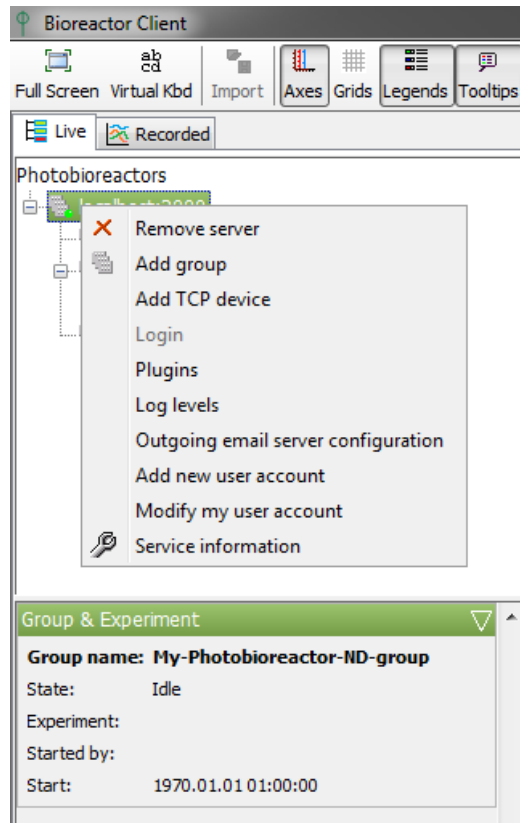 Bioreactor Client
ab
cd
Full Screen Virtual Kbd Import Axes Grids Legends Tooltips
Live Recorded
Photobioreactors
Remove server
Add group
Add TCP device
Login
Plugins
Log levels
Outgoing email server configuration
Add new user account
Modify my user account
Service information
Group & Experiment
Group name: My-Photobioreactor-ND-group
State: Idle
Experiment:
Started by:
Start: 1970.01.01 01:00:00